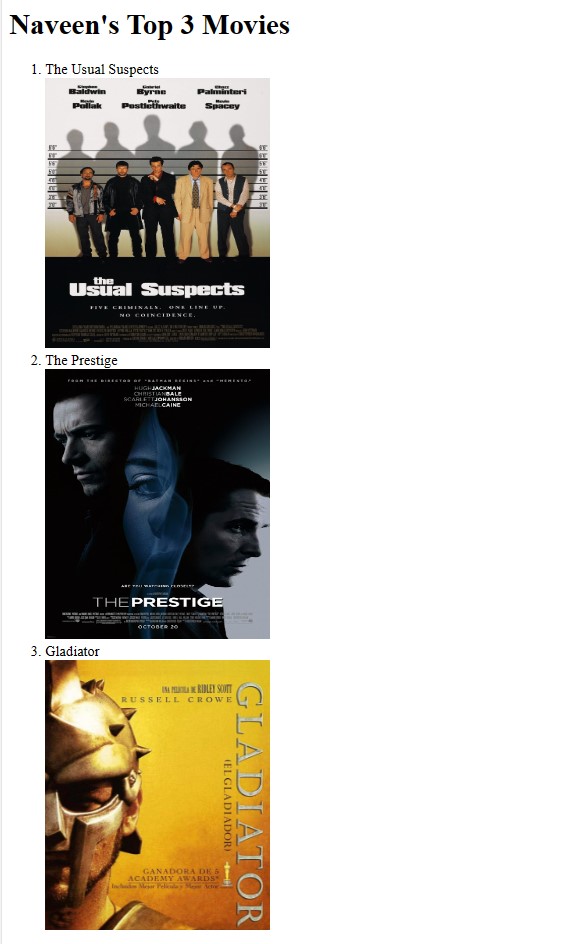 Naveen's Top 3 Movies
1. The Usual Suspects
Stephen Baldwin
Gabriel Byrne
Chazz Palminteri
Kevin Pollak
Pete Postlethwaite
Kevin Spacey
the
Usual Suspects
FIVE CRIMINALS. ONE LINE UP.
NO COINCIDENCE.
2. The Prestige
FROM THE DIRECTOR OF "BATMAN BEGINS" AND "MEMENTO"
HUGH JACKMAN
CHRISTIAN BALE
SCARLETT JOHANSSON
MICHAEL CAINE
ARE YOU WATCHING CLOSELY?
THE PRESTIGE
OCTOBER 20
3. Gladiator
UNA PELICULA DE RIDLEY SCOTT
RUSSELL CROWE
GLADIATOR
(EL GLADIADOR)
GANADORA DE 5
ACADEMY AWARDS®
Incluidos Mejor Película y Mejor Actor